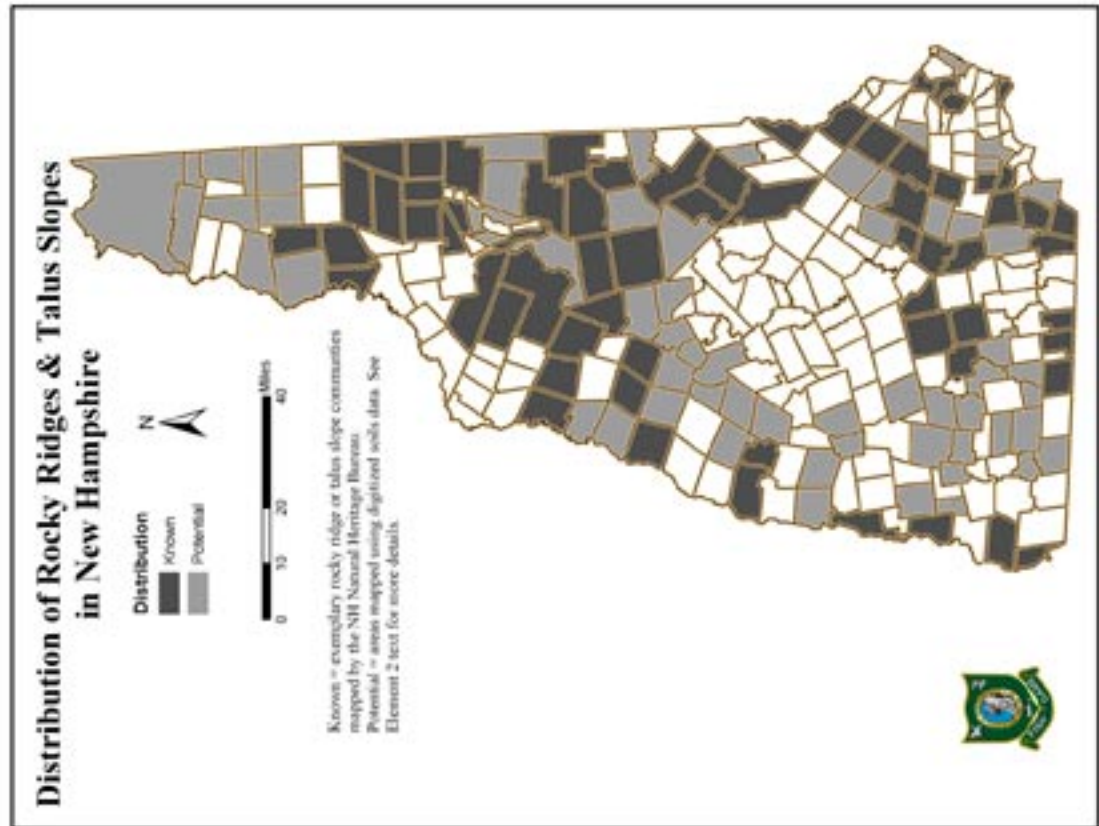 Distribution of Rocky Ridges & Talus Slopes
in New Hampshire
N
Distribution
Known
Potential
0 10 20 40 Miles
Known = exemplary rocky ridge or talus slope communities
mapped by the NH Natural Heritage Bureau.
Potential = areas mapped using digitized soils data. See
Element 2 text for more details.